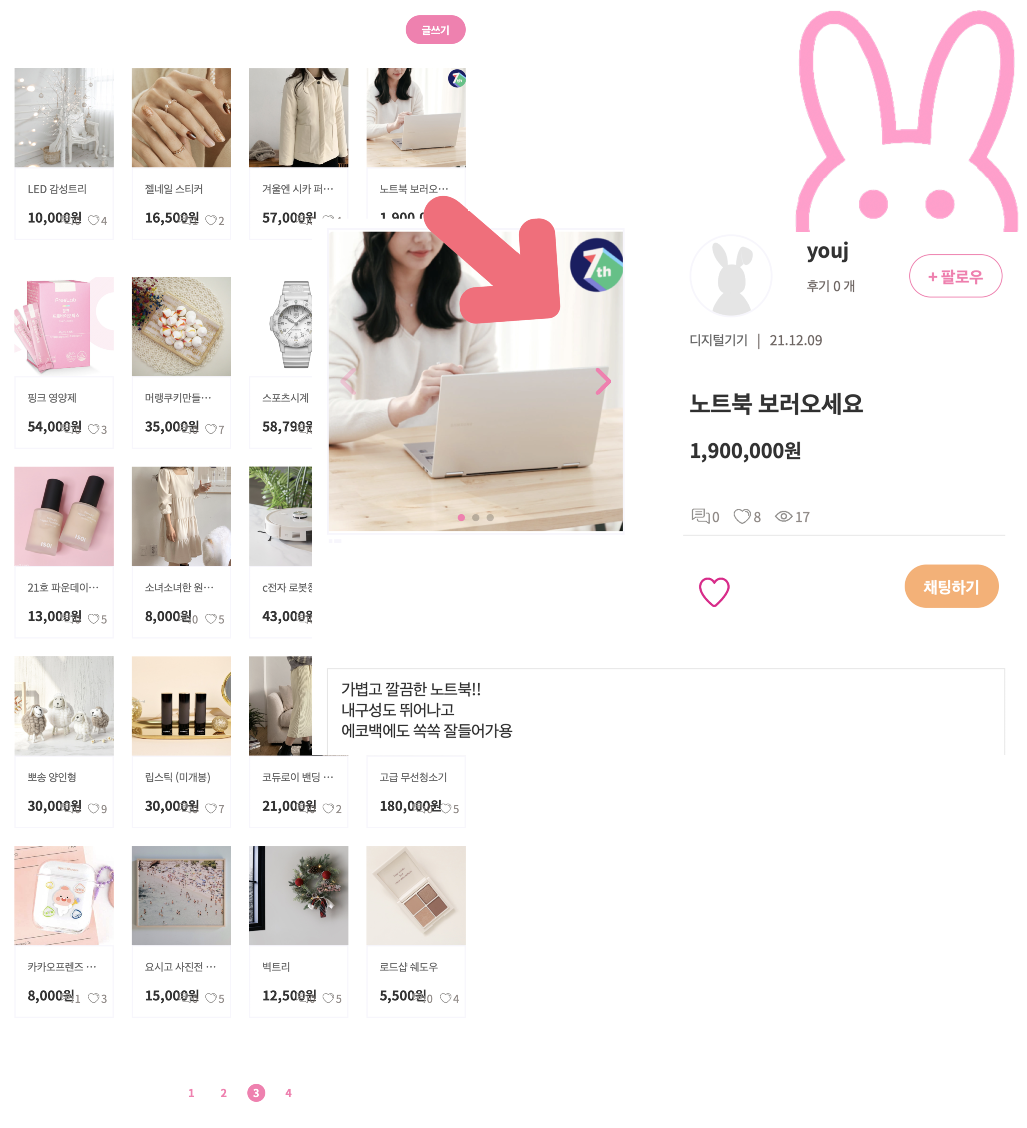 글쓰기
LED 감성트리
10,000원
4
젤네일 스티커
16,500원
2
겨울엔 시카 퍼…
57,000원
노트북 보러오…
1,900,000
7th
youj
후기 0 개
+ 팔로우
디지털기기 | 21.12.09
노트북 보러오세요
1,900,000원
0 8 17
채팅하기
가볍고 깔끔한 노트북!!
내구성도 뛰어나고
에코백에도 쏙쏙 잘들어가용
핑크 영양제
54,000원
3
머랭쿠키만들…
35,000원
7
스포츠시계
58,790원
21호 파운데이…
13,000원
5
소녀소녀한 원…
8,000원 0
5
c전자 로봇청
43,000원
뽀송 양인형
30,000원
9
립스틱 (미개봉)
30,000원
7
코듀로이 밴딩 …
21,000원
2
고급 무선청소기
180,000원
5
카카오프렌즈 …
8,000원 1
3
요시고 사진전 …
15,000원
5
벽트리
12,500원
5
로드샵 쉐도우
5,500원 0
4
1 2 3 4